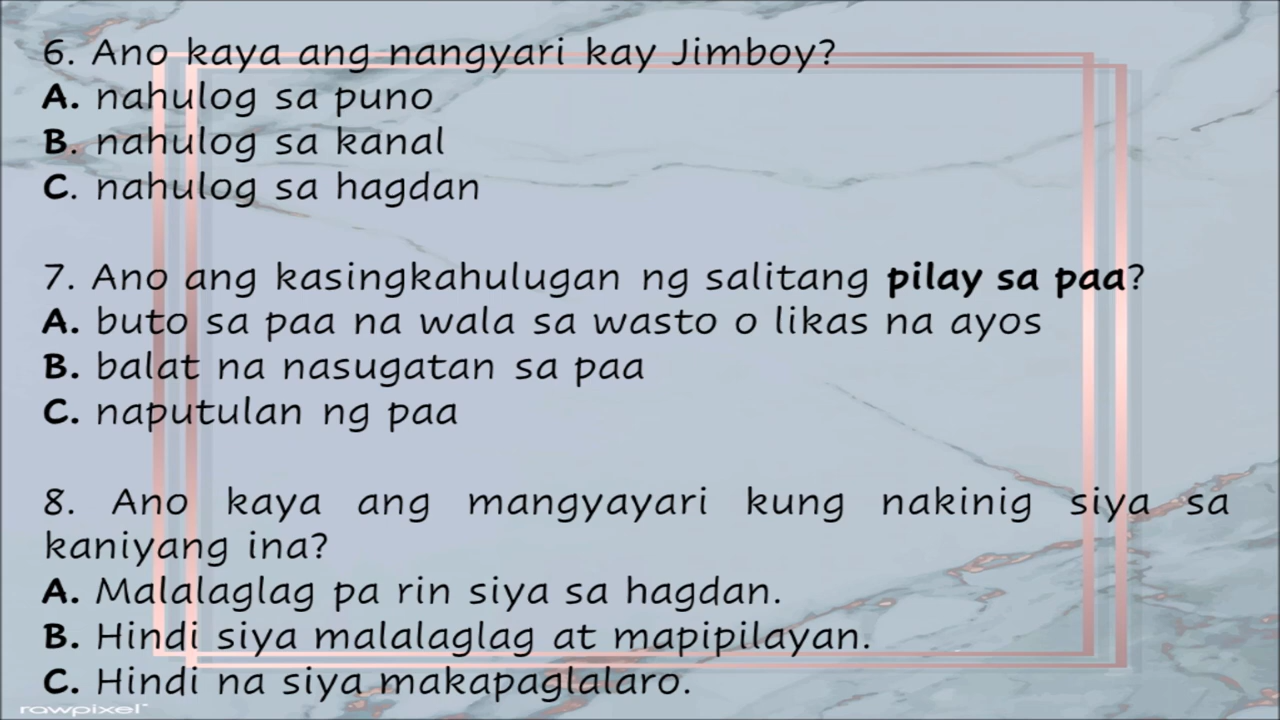 6. Ano kaya ang nangyari kay Jimboy?
A. nahulog sa puno
B. nahulog sa kanal
C. nahulog sa hagdan
7. Ano ang kasingkahulugan ng salitang pilay sa paa?
A. buto sa paa na wala sa wasto o likas na ayos
B. balat na nasugatan sa paa
C. naputulan ng paa
8. Ano kaya ang mangyayari kung nakinig siya sa
kaniyang ina?
A. Malalaglag pa rin siya sa hagdan.
B. Hindi siya malalaglag at mapipilayan.
C. Hindi na siya makapaglalaro.
rawpixel